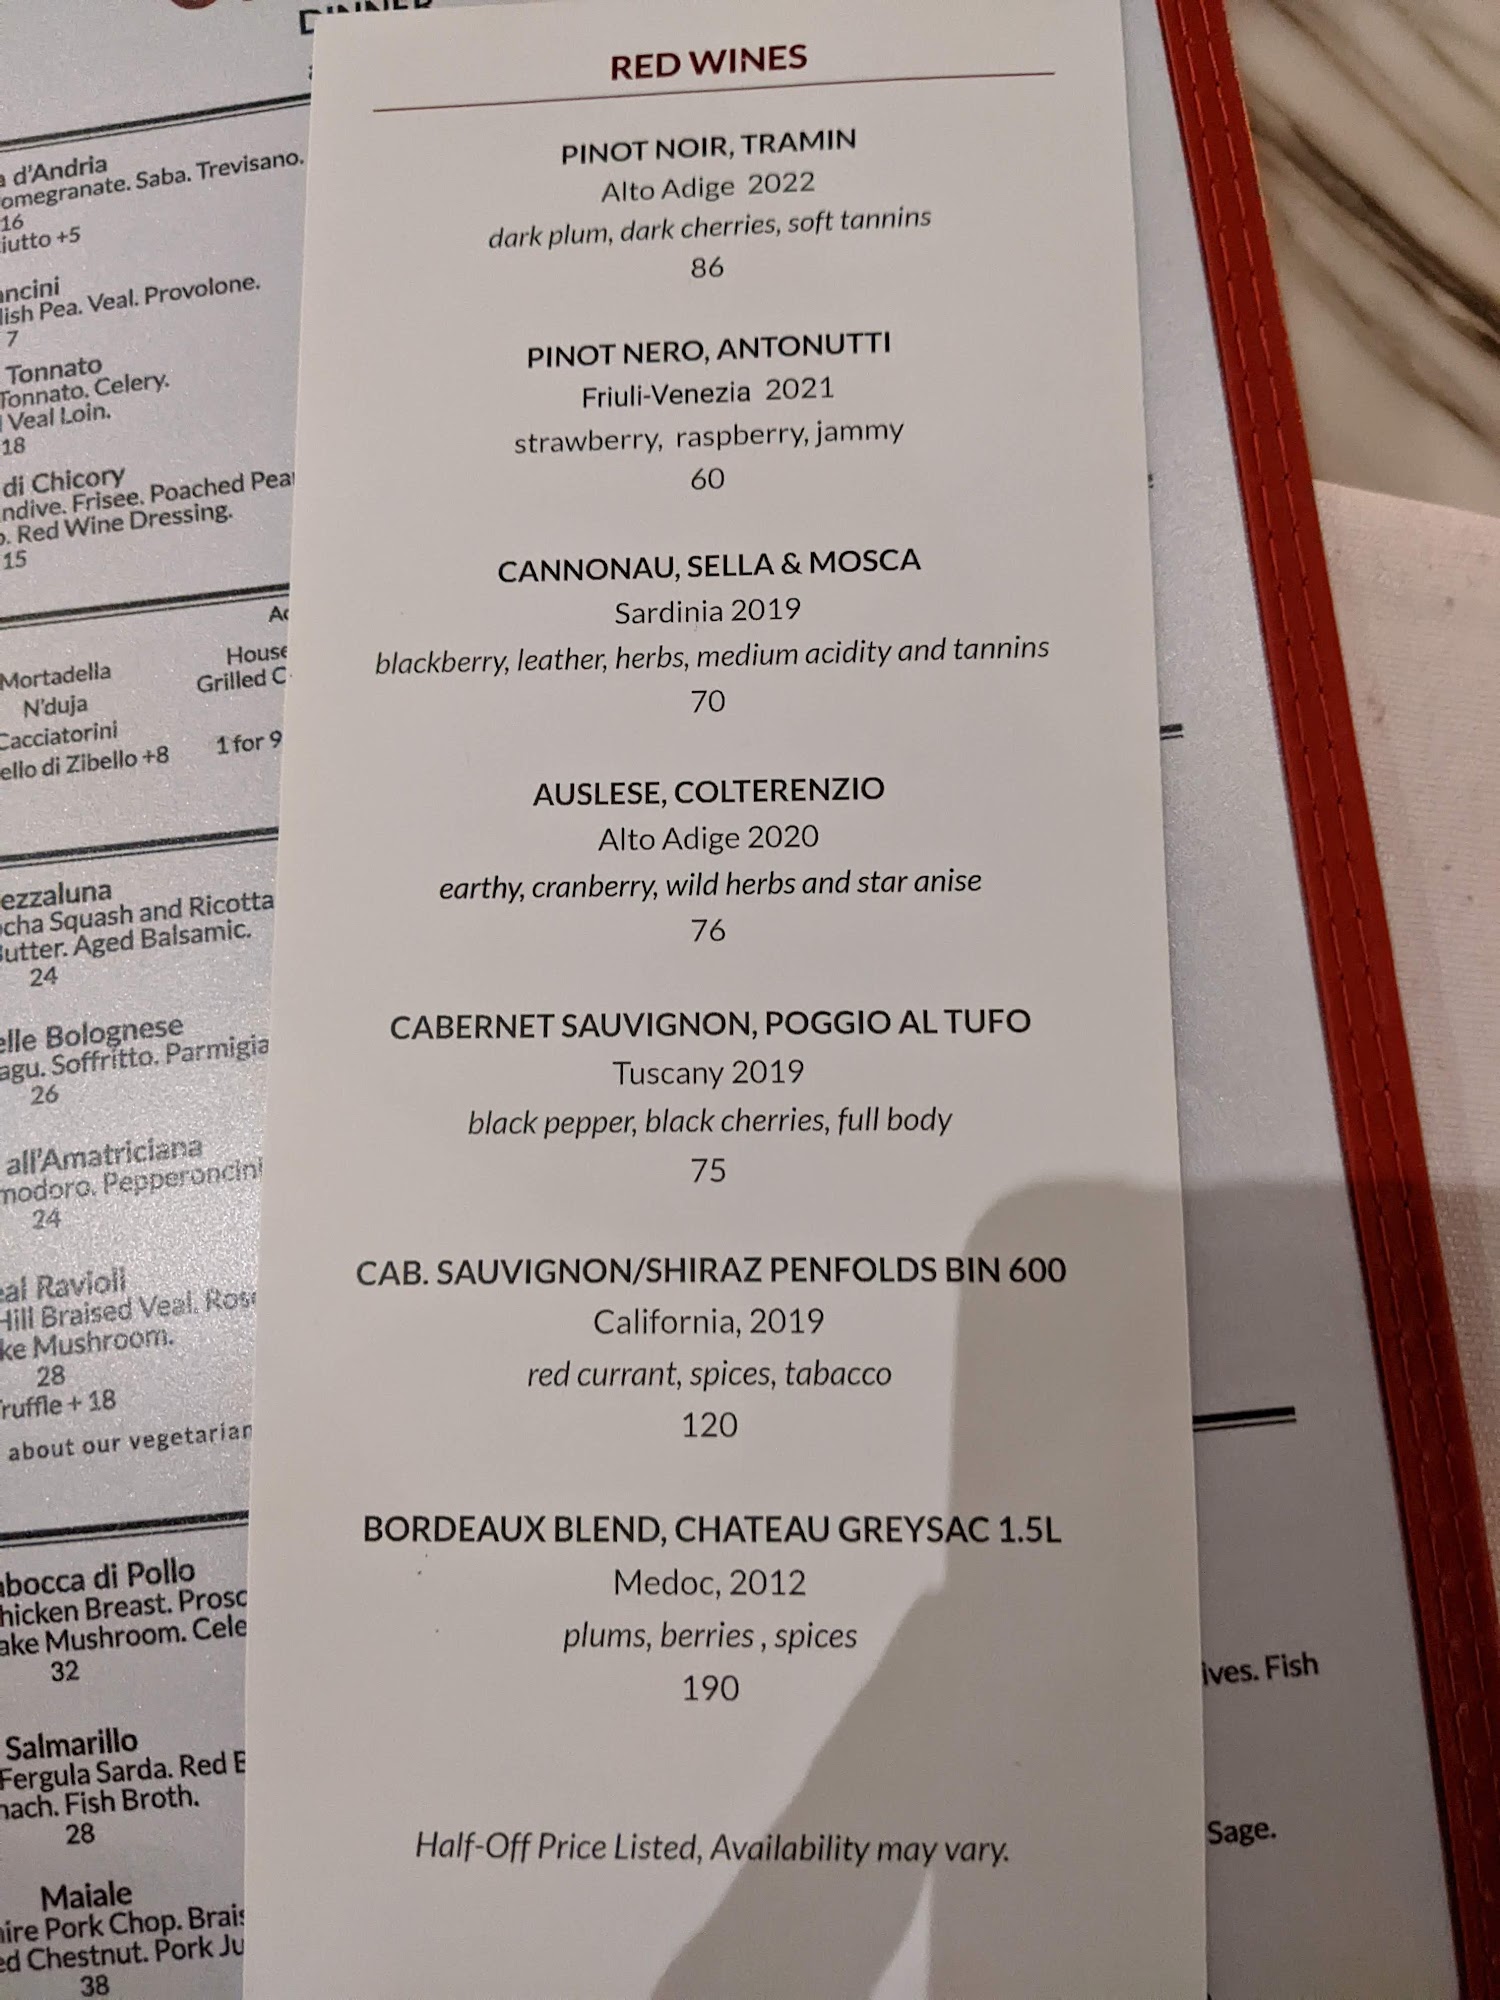 DINNER
a d'Andria
omegranate. Saba. Trevisano.
16
iutto +5
ncini
lish Pea. Veal. Provolone.
7
Tonnato
Tonnato. Celery.
Veal Loin.
18
di Chicory
ndive. Frisee. Poached Pear
o. Red Wine Dressing.
15
Mortadella
N'duja
Cacciatorini
ello di Zibello +8
House
Grilled C
1 for 9
ezzaluna
cha Squash and Ricotta
Butter. Aged Balsamic.
24
elle Bolognese
agu. Soffritto. Parmigia
26
all'Amatriciana
modoro. Pepperoncini
24
al Ravioli
Hill Braised Veal. Rose
ke Mushroom.
28
ruffle + 18
about our vegetarian
bocca di Pollo
hicken Breast. Prosc
ake Mushroom. Cele
32
Salmarillo
Fergula Sarda. Red B
nach. Fish Broth.
28
Maiale
ire Pork Chop. Brais
ed Chestnut. Pork Ju
38
RED WINES
PINOT NOIR, TRAMIN
Alto Adige 2022
dark plum, dark cherries, soft tannins
86
PINOT NERO, ANTONUTTI
Friuli-Venezia 2021
strawberry, raspberry, jammy
60
CANNONAU, SELLA & MOSCA
Sardinia 2019
blackberry, leather, herbs, medium acidity and tannins
70
AUSLESE, COLTERENZIO
Alto Adige 2020
earthy, cranberry, wild herbs and star anise
76
CABERNET SAUVIGNON, POGGIO AL TUFO
Tuscany 2019
black pepper, black cherries, full body
75
CAB. SAUVIGNON/SHIRAZ PENFOLDS BIN 600
California, 2019
red currant, spices, tabacco
120
BORDEAUX BLEND, CHATEAU GREYSAC 1.5L
Medoc, 2012
plums, berries , spices
190
Half-Off Price Listed, Availability may vary.
ives. Fish
Sage.